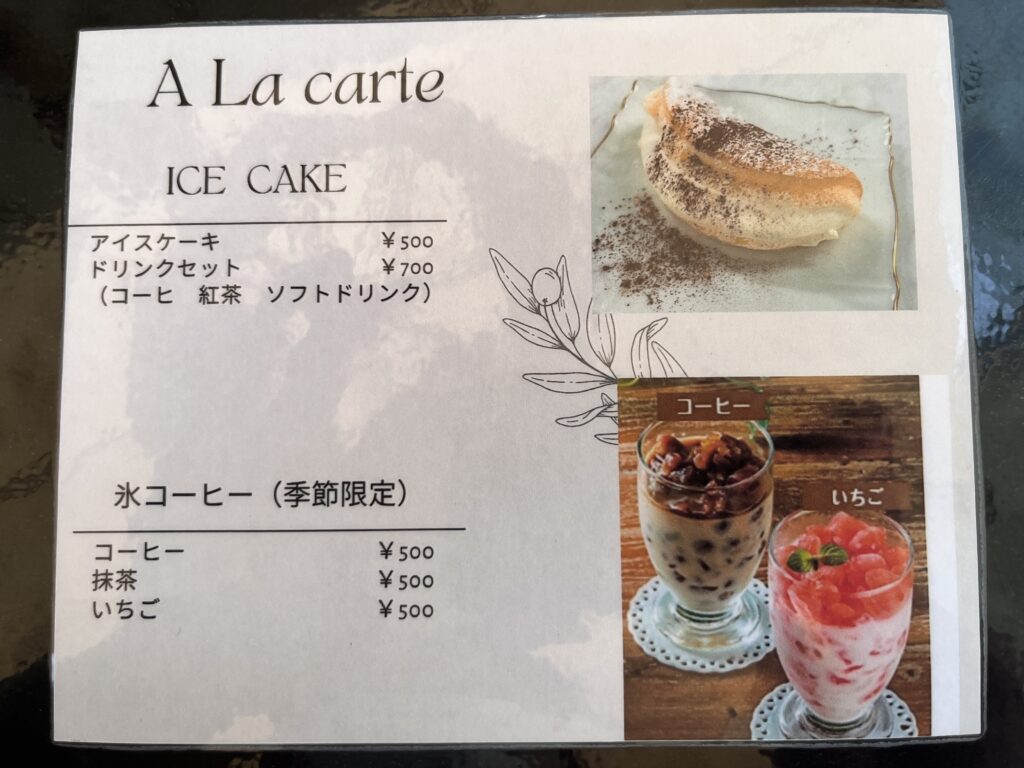 A La carte
ICE CAKE
アイスケーキ ￥500
ドリンクセット ￥700
（コーヒ　紅茶　ソフトドリンク）
コーヒー
いちご
氷コーヒー（季節限定）
コーヒー ￥500
抹茶 ￥500
いちご ￥500